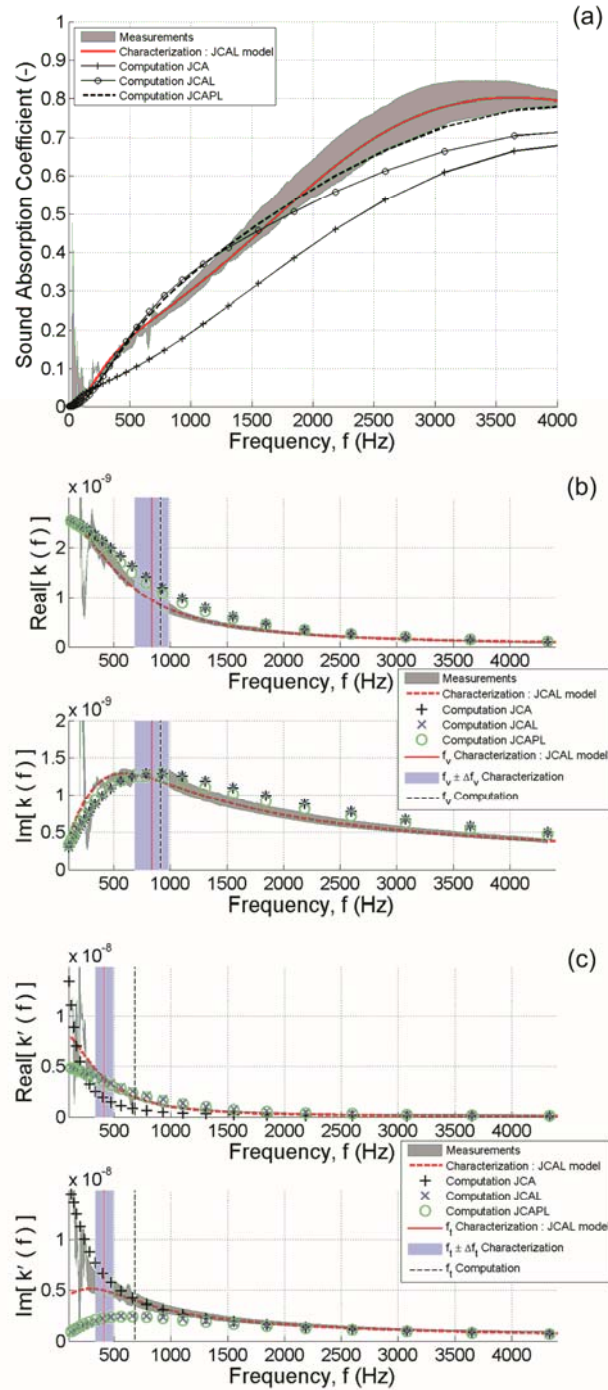 (a)
1
0.9
0.8
0.7
0.6
0.5
0.4
0.3
0.2
0.1
0
Sound Absorption Coefficient (-)
Measurements
Characterization : JCAL model
Computation JCA
Computation JCAL
Computation JCAPL
0 500 1000 1500 2000 2500 3000 3500 4000
Frequency, f (Hz)
(b)
x 10^-9
2
1
0
Real[ k ( f ) ]
500 1000 1500 2000 2500 3000 3500 4000
Frequency, f (Hz)
Measurements
Characterization : JCAL model
Computation JCA
Computation JCAL
Computation JCAPL
f_v Characterization : JCAL model
f_v ± Δf_v Characterization
f_v Computation
x 10^-9
2
1.5
1
0.5
0
Im[ k ( f ) ]
500 1000 1500 2000 2500 3000 3500 4000
Frequency, f (Hz)
(c)
x 10^-8
1
0.5
0
Real[ k' ( f ) ]
500 1000 1500 2000 2500 3000 3500 4000
Frequency, f (Hz)
Measurements
Characterization : JCAL model
Computation JCA
Computation JCAL
Computation JCAPL
f_t Characterization : JCAL model
f_t ± Δf_t Characterization
f_t Computation
x 10^-8
1
0.5
0
Im[ k' ( f ) ]
500 1000 1500 2000 2500 3000 3500 4000
Frequency, f (Hz)